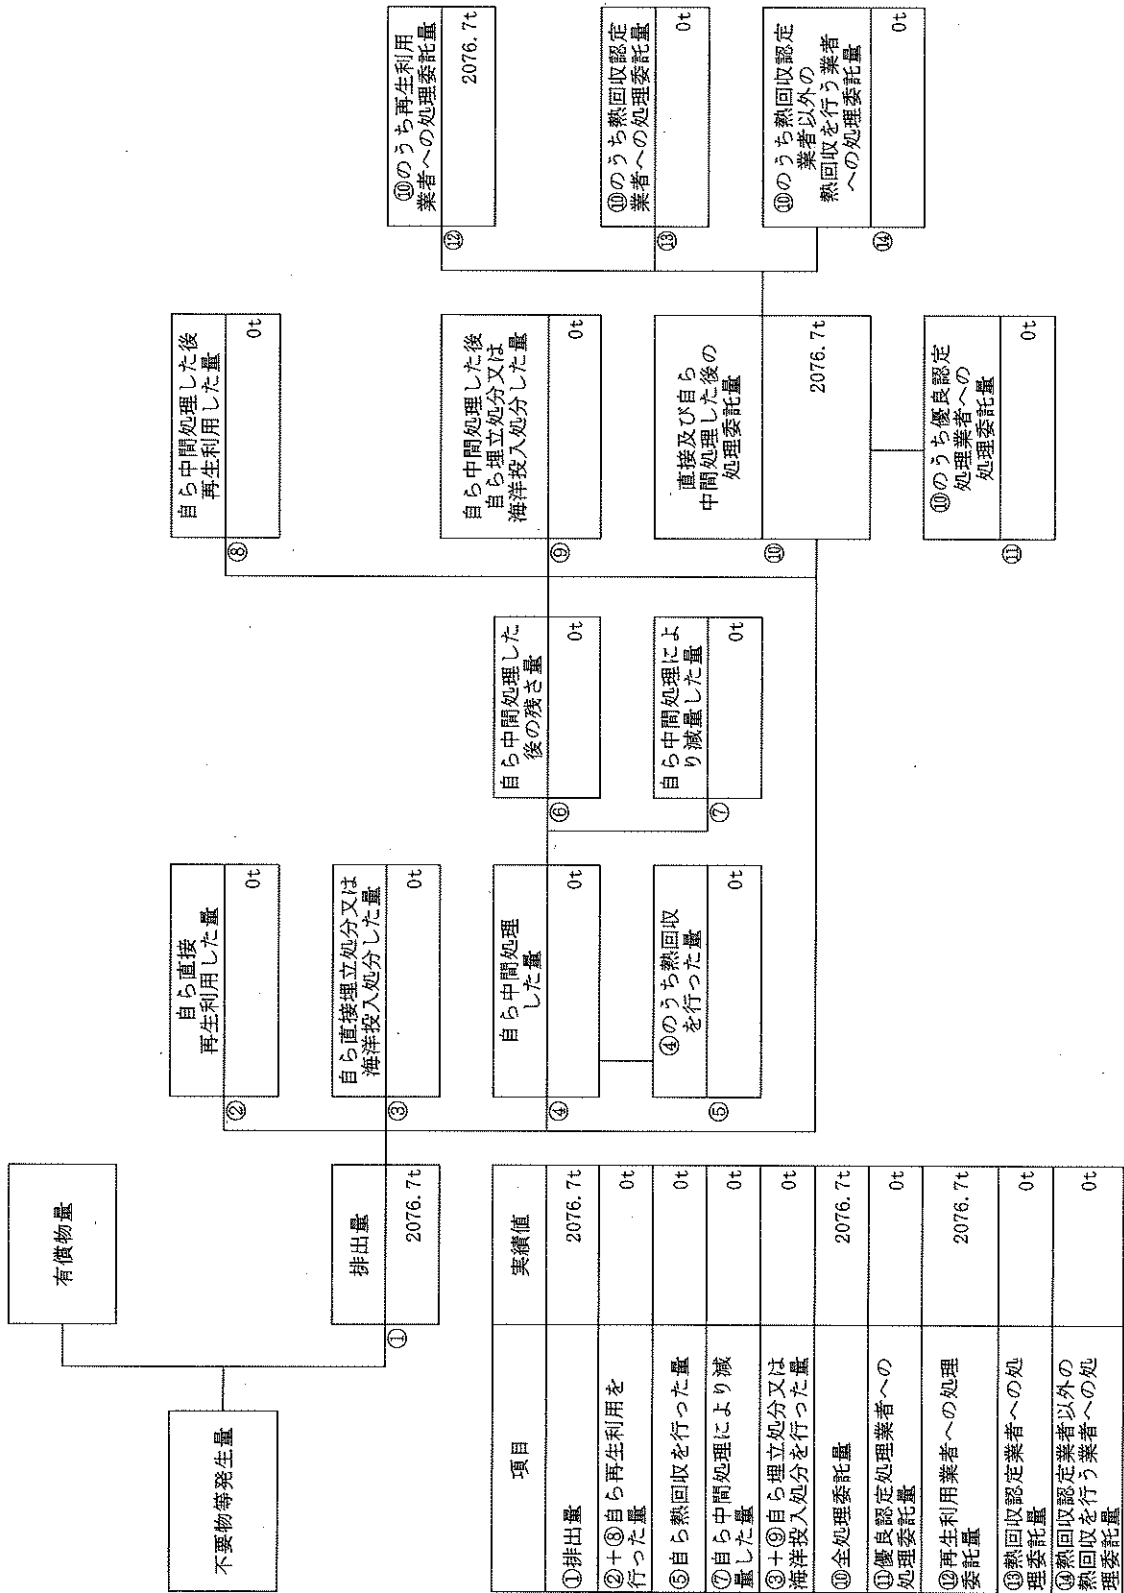 不要物等発生量
有償物量
排出量
①
2076.7t
②
自ら直接
再生利用した量
0t
③
自ら直接埋立処分又は
海洋投入処分した量
0t
④
自ら中間処理
した量
0t
⑤
④のうち熱回収
を行った量
0t
⑥
自ら中間処理した
後の残さ量
0t
⑦
自ら中間処理によ
り減量した量
0t
⑧
自ら中間処理した後
再生利用した量
0t
⑨
自ら中間処理した後
自ら埋立処分又は
海洋投入処分した量
0t
⑩
直接及び自ら
中間処理した後の
処理委託量
2076.7t
⑪
⑩のうち優良認定
処理業者への
処理委託量
0t
⑫
⑩のうち再生利用
業者への処理委託量
2076.7t
⑬
⑩のうち熱回収認定
業者への処理委託量
0t
⑭
⑩のうち熱回収認定
業者以外の
熱回収を行う業者
への処理委託量
0t
項目 実績値
①排出量 2076.7t
②+⑧自ら再生利用を
行った量 0t
⑤自ら熱回収を行った量 0t
⑦自ら中間処理により減
量した量 0t
③+⑨自ら埋立処分又は
海洋投入処分を行った量 0t
⑩全処理委託量 2076.7t
⑪優良認定処理業者への
処理委託量 0t
⑫再生利用業者への処理
委託量 2076.7t
⑬熱回収認定業者への処
理委託量 0t
⑭熱回収認定業者以外の
熱回収を行う業者への処
理委託量 0t